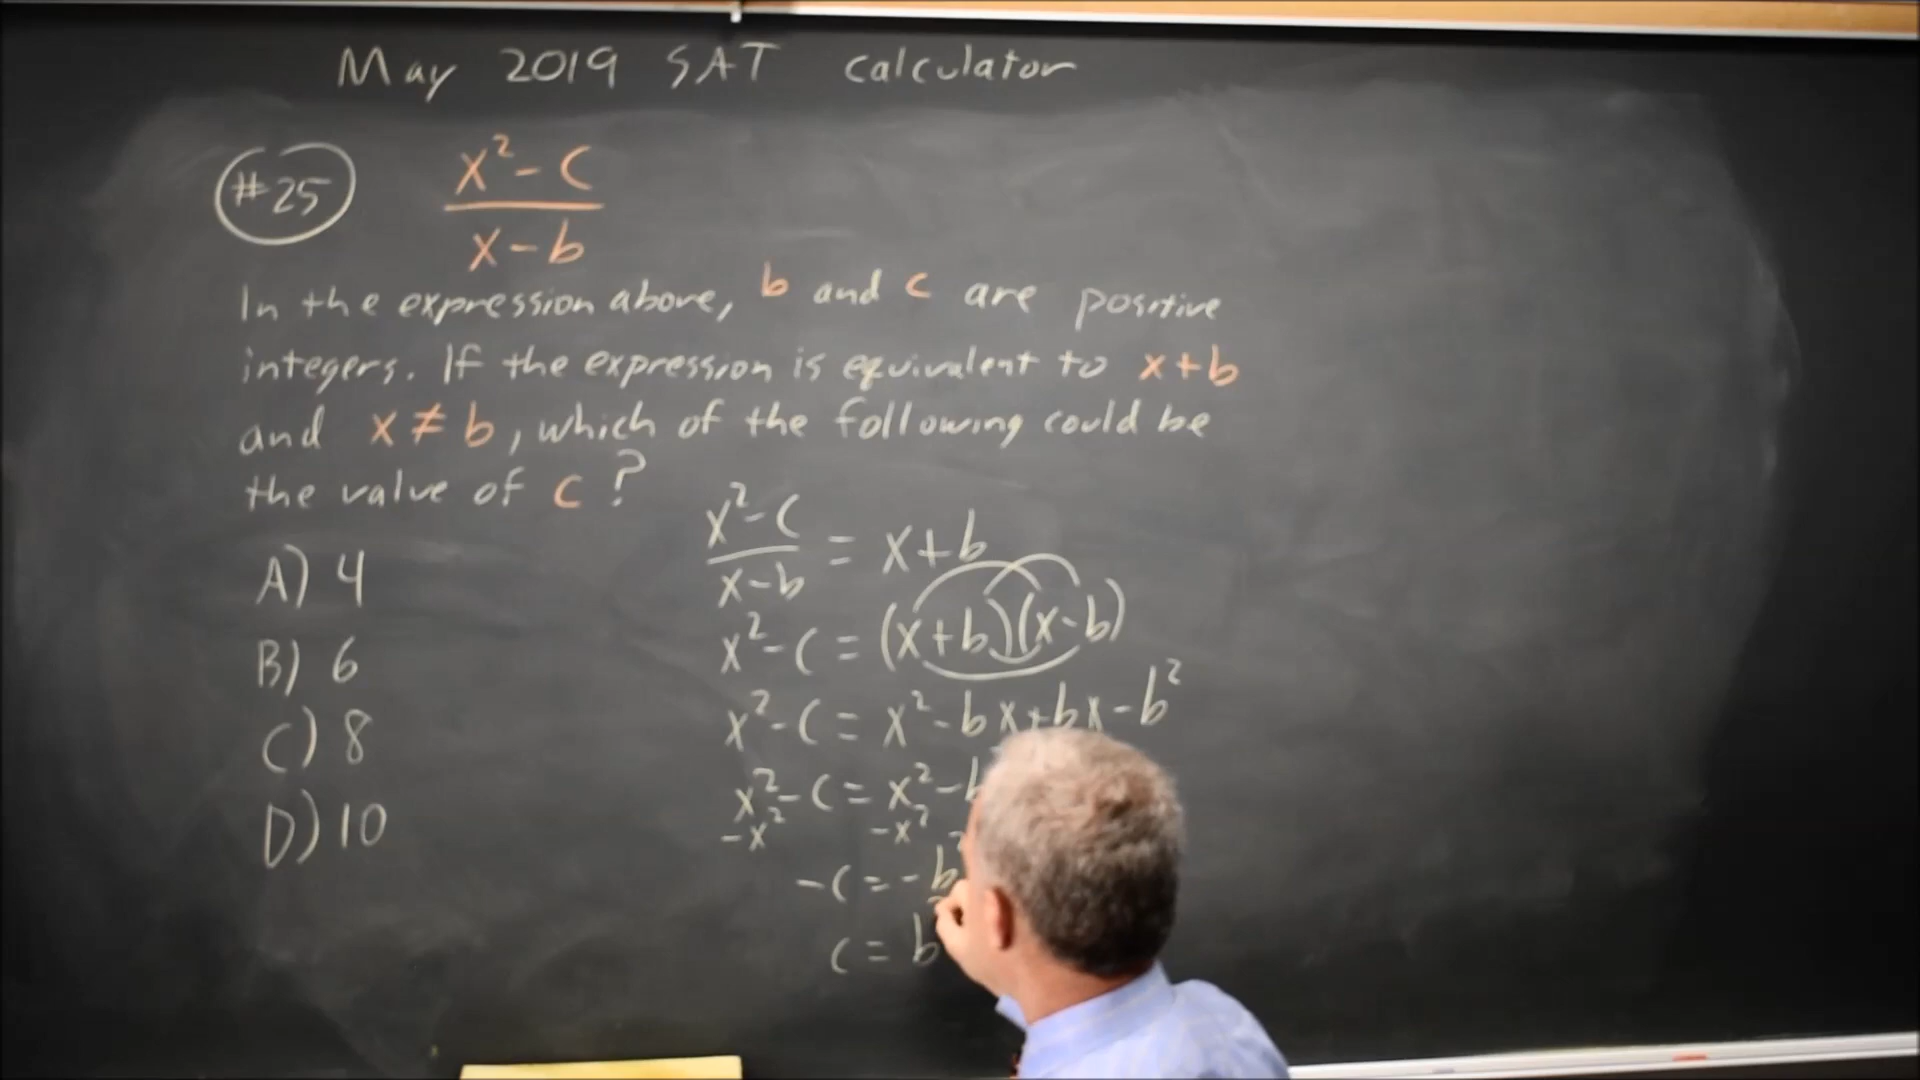 May 2019 SAT calculator
#25
x²-c
x-b
In the expression above, b and c are positive
integers. If the expression is equivalent to x+b
and x≠b, which of the following could be
the value of c?
A) 4
B) 6
C) 8
D) 10
x²-c
x-b
= x+b
x²-c = (x+b)(x-b)
x²-c = x²-bx+bx-b²
x²-c = x²-b
-x² -x²
-c = -b²
c = b